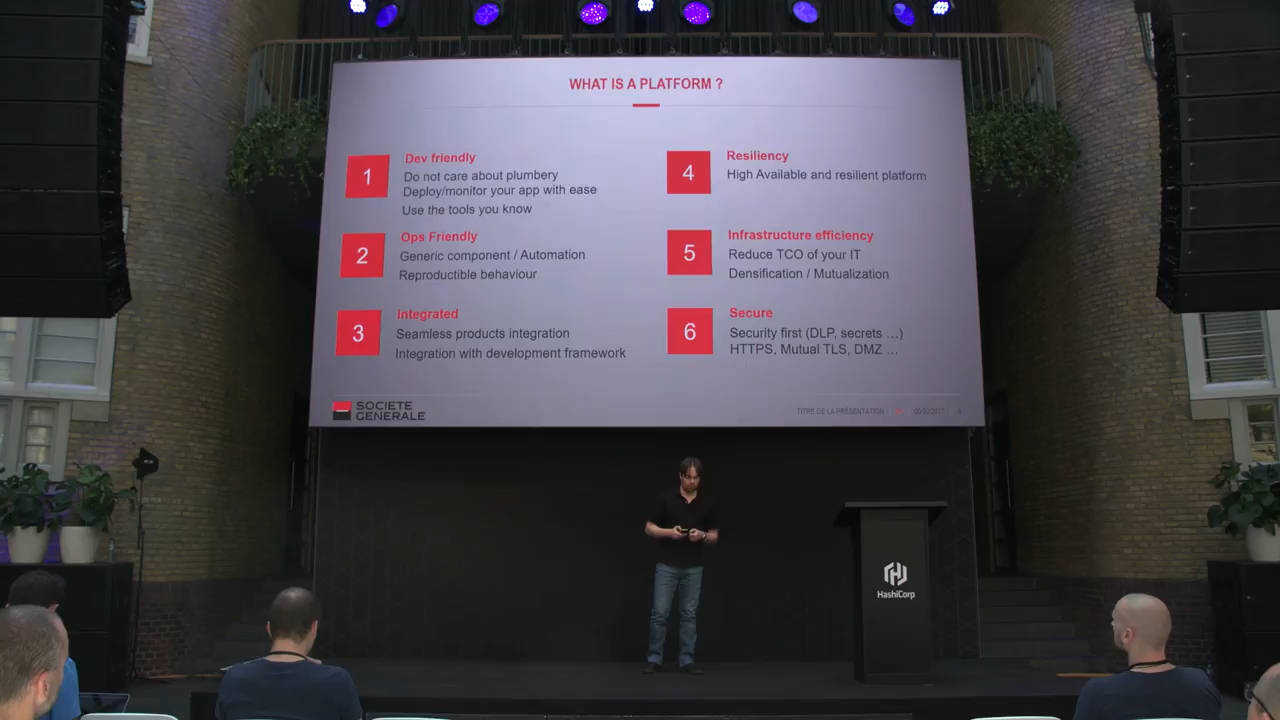 WHAT IS A PLATFORM ?
1
Dev friendly
Do not care about plumbery
Deploy/monitor your app with ease
Use the tools you know
2
Ops Friendly
Generic component / Automation
Reproductible behaviour
3
Integrated
Seamless products integration
Integration with development framework
4
Resiliency
High Available and resilient platform
5
Infrastructure efficiency
Reduce TCO of your IT
Densification / Mutualization
6
Secure
Security first (DLP, secrets ...)
HTTPS, Mutual TLS, DMZ ...
SOCIETE
GENERALE
TITRE DE LA PRÉSENTATION
HashiCorp